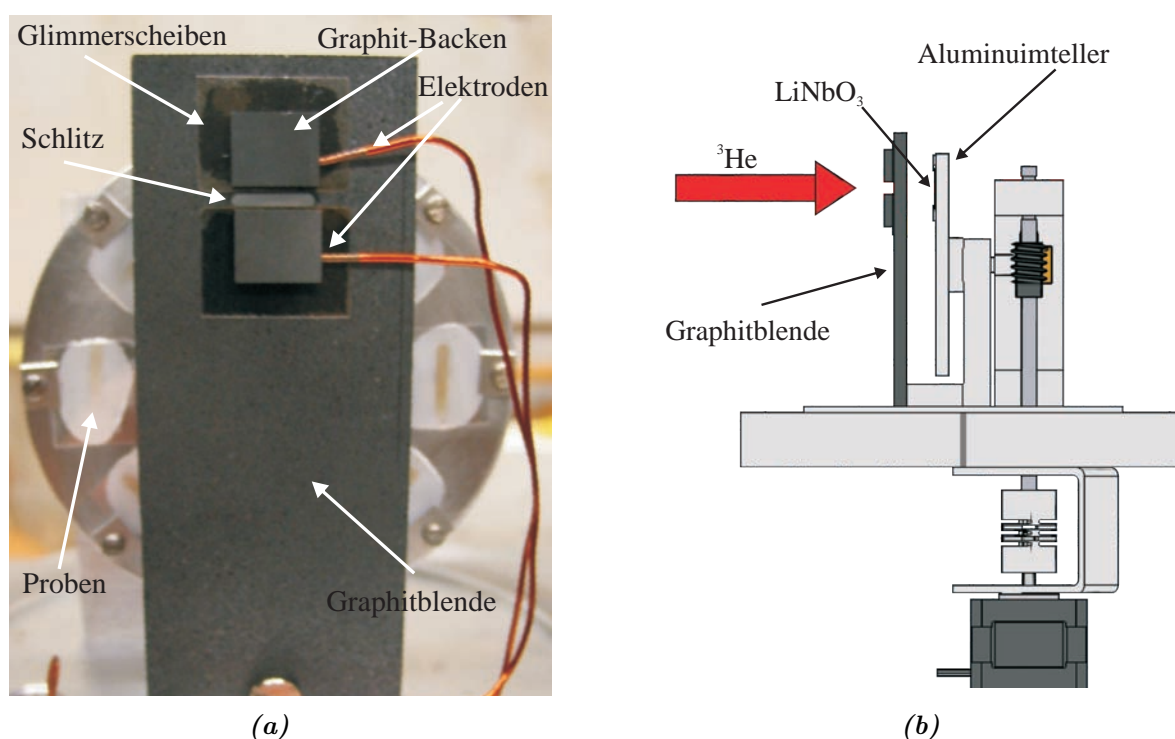 Glimmerscheiben
Graphit-Backen
Elektroden
Schlitz
Proben
Graphitblende
(a)
Aluminuimteller
LiNbO₃
³He
Graphitblende
(b)